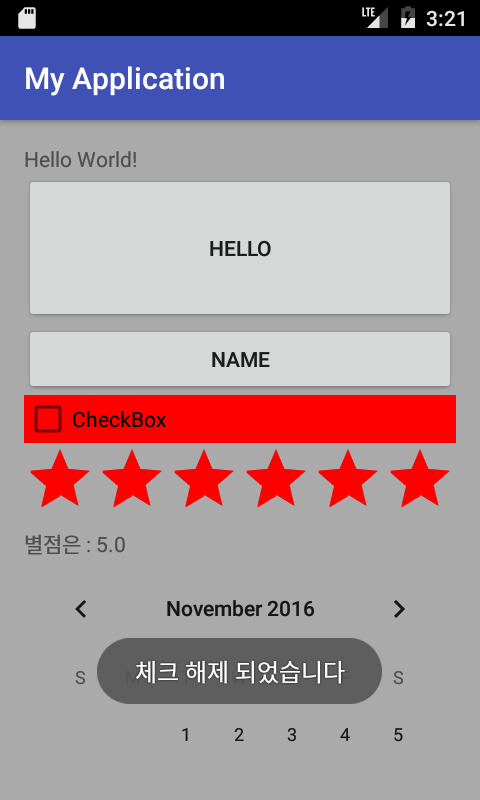 LTE 3:21
My Application
Hello World!
HELLO
NAME
CheckBox
별점은 : 5.0
November 2016
S S
체크 해제 되었습니다
1 2 3 4 5